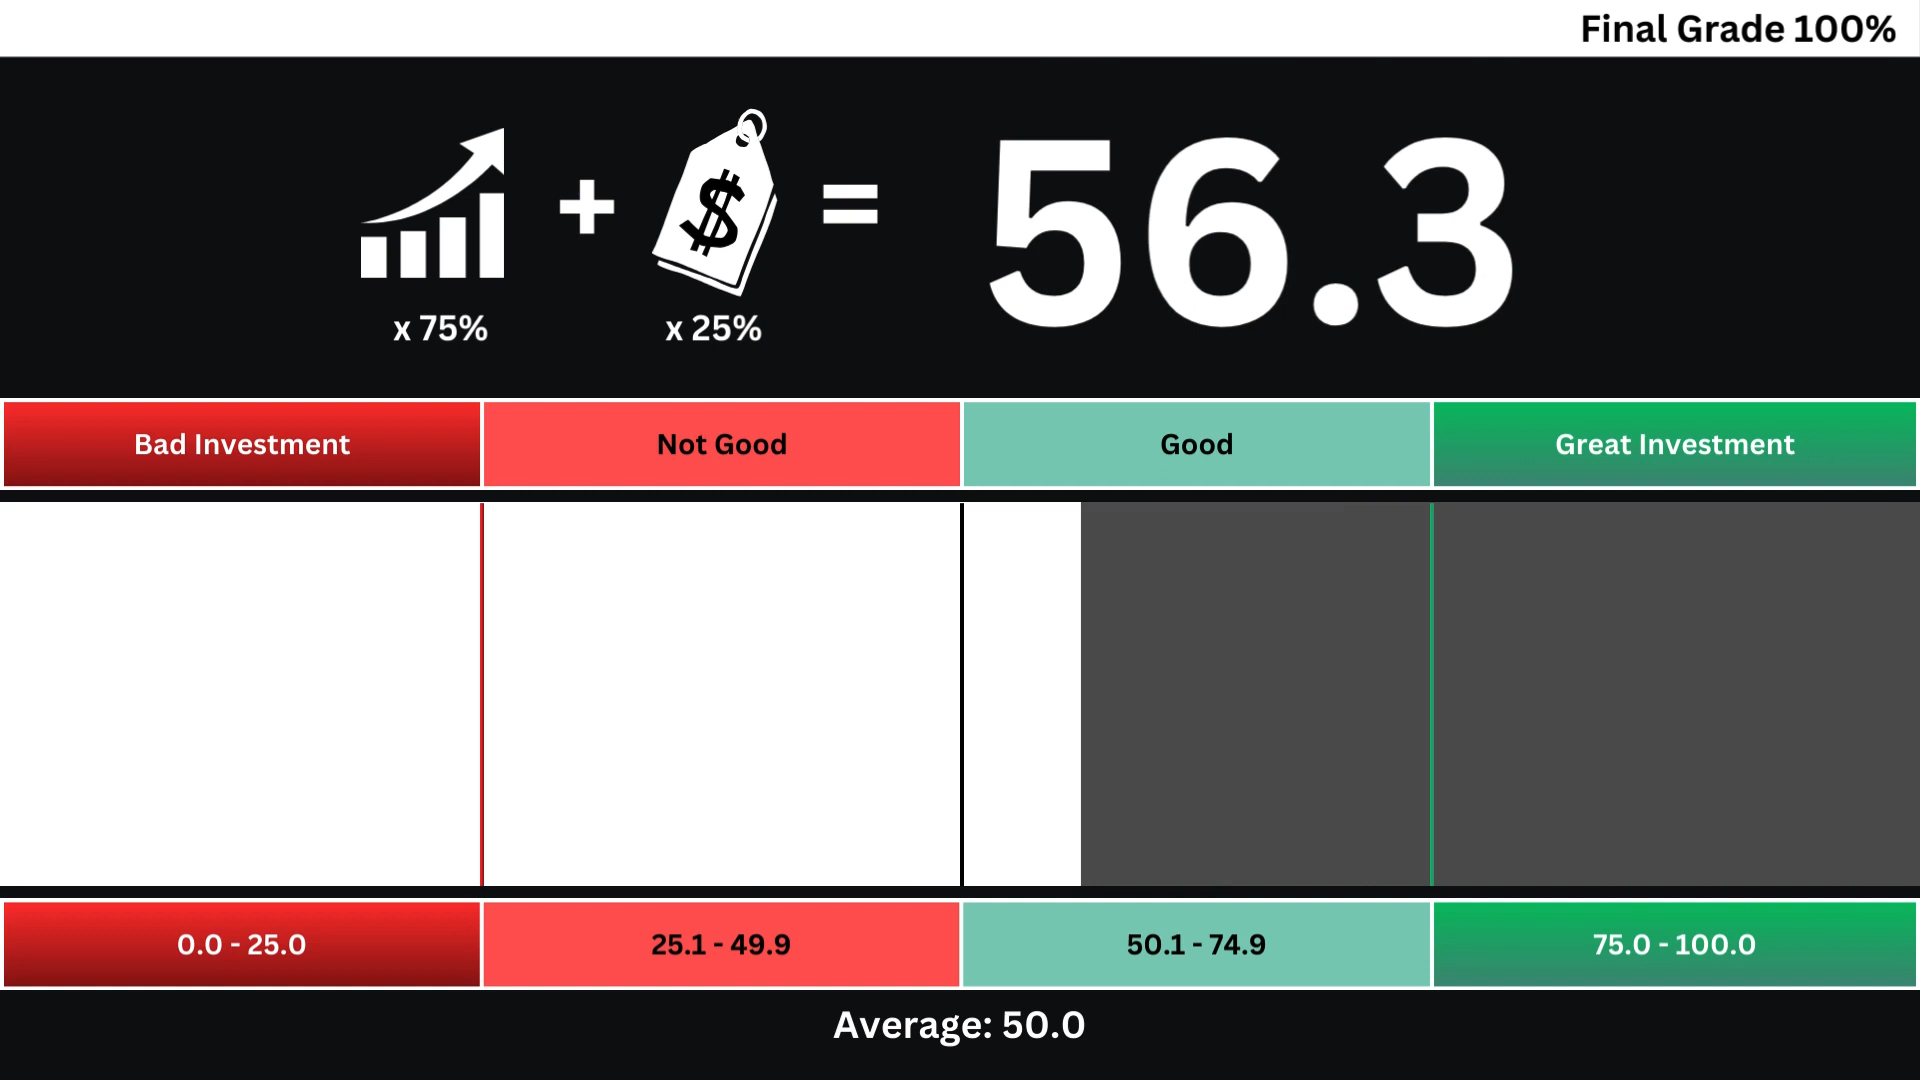 Final Grade 100%
+ $ = 56.3
x 75% x 25%
Bad Investment Not Good Good Great Investment
0.0 - 25.0 25.1 - 49.9 50.1 - 74.9 75.0 - 100.0
Average: 50.0